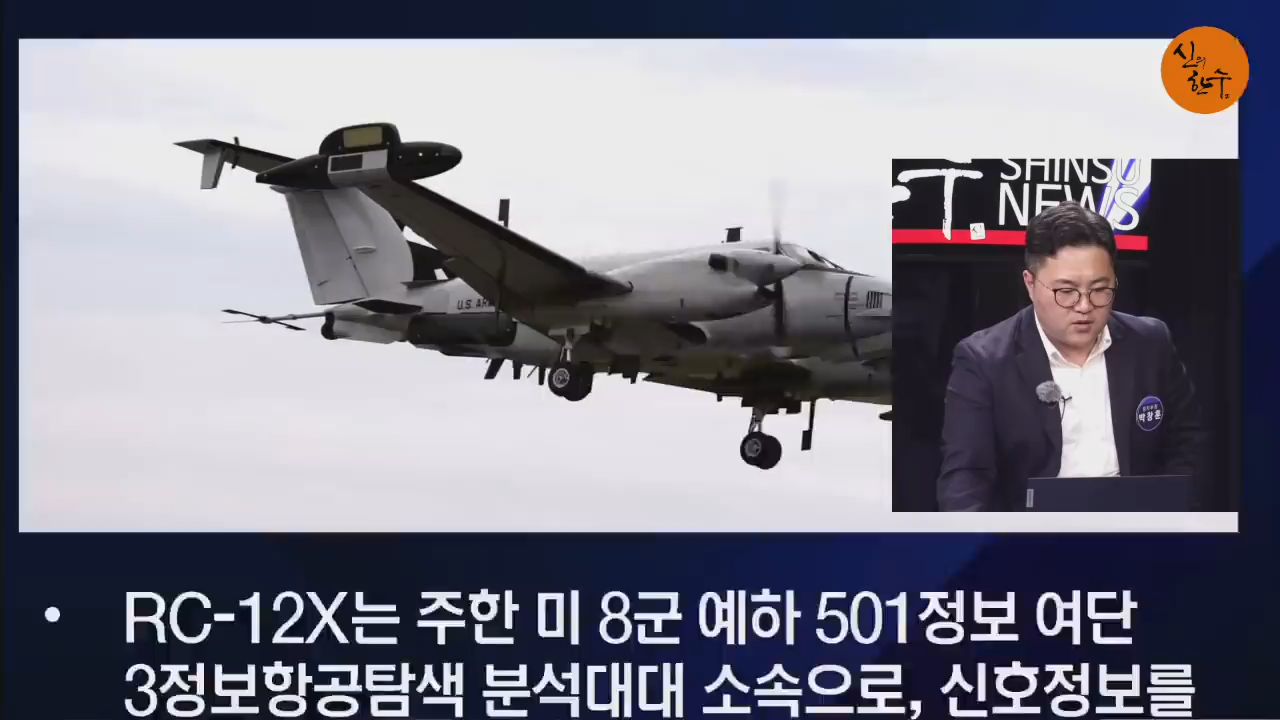 신의
한수
SHINSU
NEWS
U.S. AR
박창훈
• RC-12X는 주한 미 8군 예하 501정보 여단
3정보항공탐색 분석대대 소속으로, 신호정보를